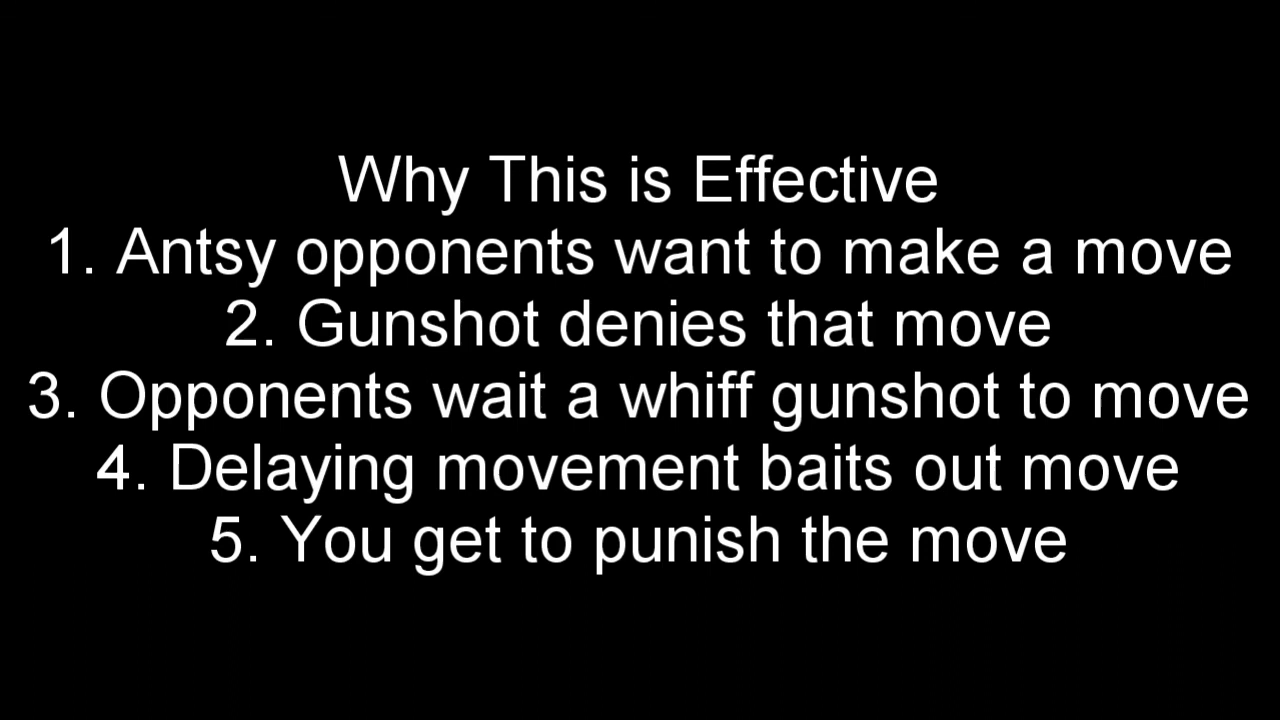 Why This is Effective
1. Antsy opponents want to make a move
2. Gunshot denies that move
3. Opponents wait a whiff gunshot to move
4. Delaying movement baits out move
5. You get to punish the move